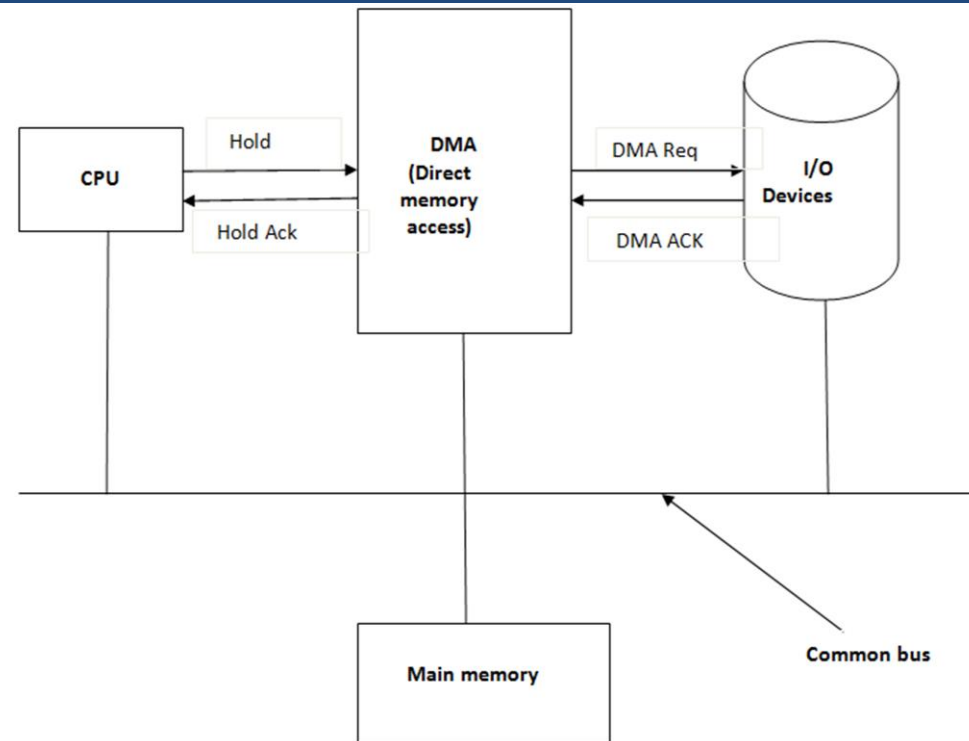 Hold
CPU
Hold Ack
DMA
(Direct
memory
access)
DMA Req
DMA ACK
I/O
Devices
Common bus
Main memory